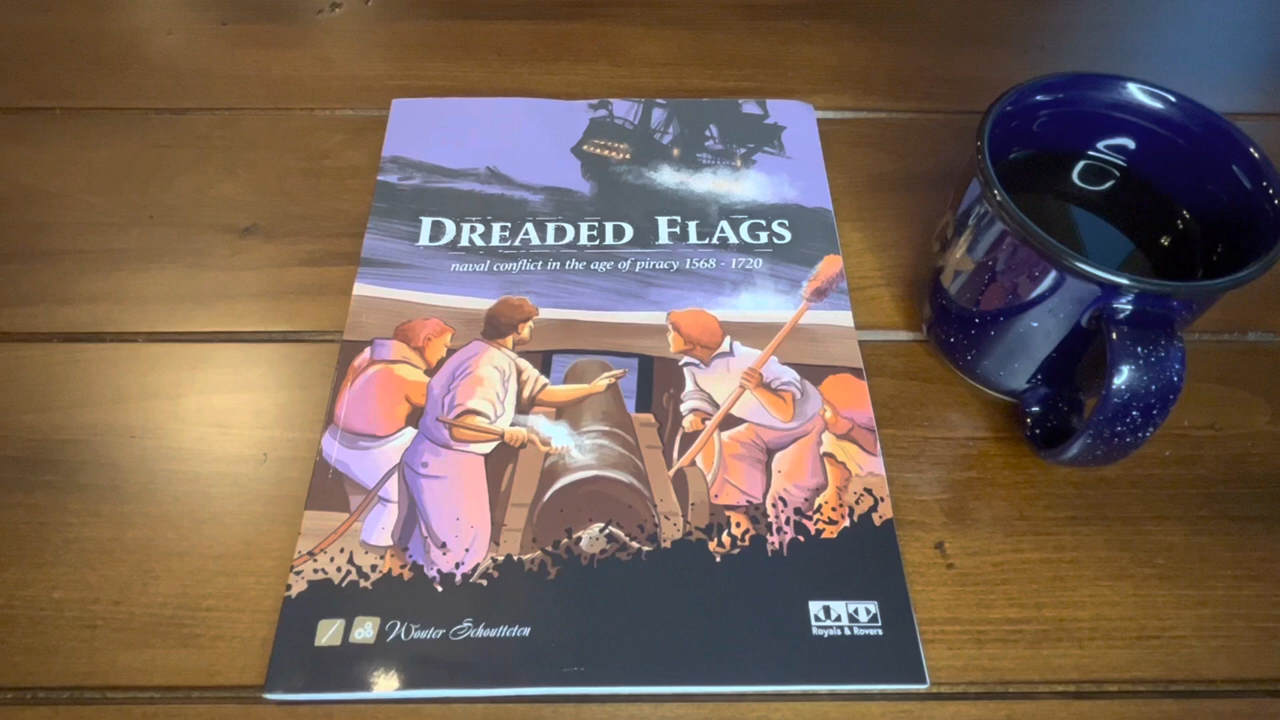 DREADED FLAGS
naval conflict in the age of piracy 1568 - 1720
Wouter Schoutteten
Royals & Rovers